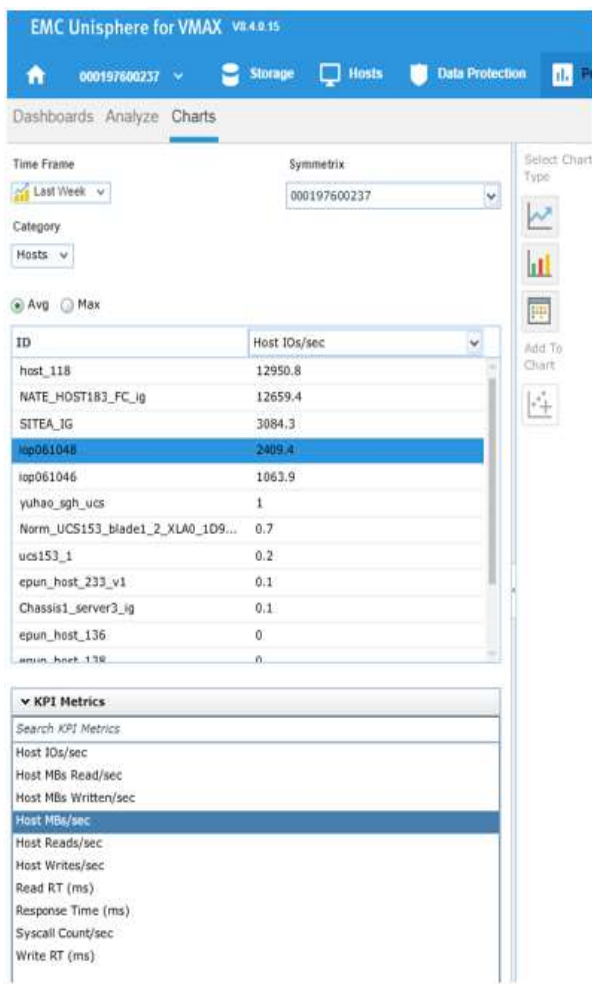 EMC Unisphere for VMAX V8.4.0.15
000197600237 Storage Hosts Data Protection
Dashboards Analyze Charts
Time Frame Symmetrix
Last Week 000197600237
Category
Hosts
Avg Max
ID Host IOs/sec
host_118 12950.8
NATE_HOST183_FC_ig 12659.4
SITEA_IG 3084.3
iop061048 2409.4
iop061046 1063.9
yuhao_sgh_ucs 1
Norm_UCS153_blade1_2_XLA0_1D9... 0.7
ucs153_1 0.2
epun_host_233_v1 0.1
Chassis1_server3_ig 0.1
epun_host_136 0
epun_host_138 0
KPI Metrics
Search KPI Metrics
Host IOs/sec
Host MBs Read/sec
Host MBs Written/sec
Host MBs/sec
Host Reads/sec
Host Writes/sec
Read RT (ms)
Response Time (ms)
Syscall Count/sec
Write RT (ms)
Select Chart
Type
Add To
Chart